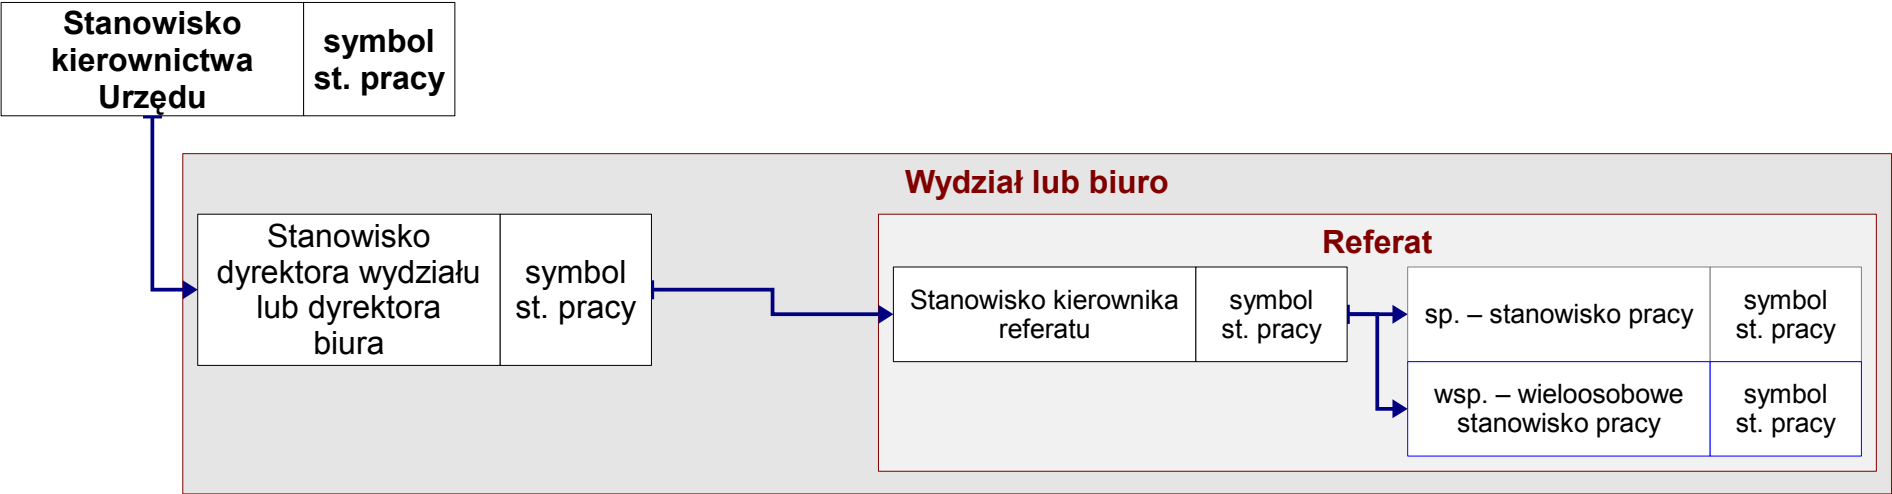 Stanowisko
kierownictwa
Urzędu
symbol
st. pracy
Wydział lub biuro
Stanowisko
dyrektora wydziału
lub dyrektora
biura
symbol
st. pracy
Referat
Stanowisko kierownika
referatu
symbol
st. pracy
sp. – stanowisko pracy
symbol
st. pracy
wsp. – wieloosobowe
stanowisko pracy
symbol
st. pracy